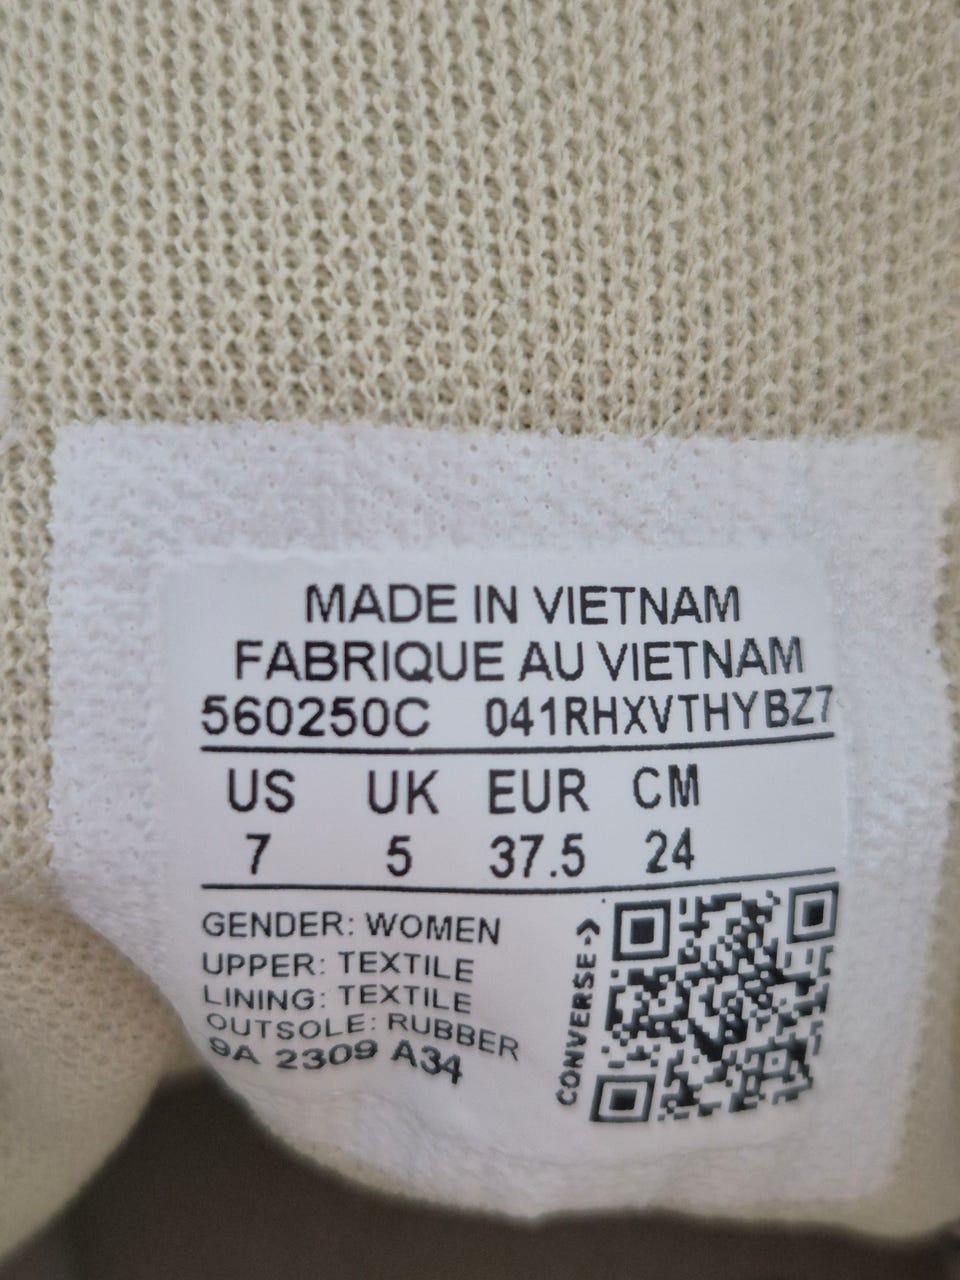 MADE IN VIETNAM
FABRIQUE AU VIETNAM
560250C 041RHXVTHYBZ7
US UK EUR CM
7 5 37.5 24
GENDER: WOMEN
UPPER: TEXTILE
LINING: TEXTILE
OUTSOLE: RUBBER
9A 2309 A34
CONVERSE->